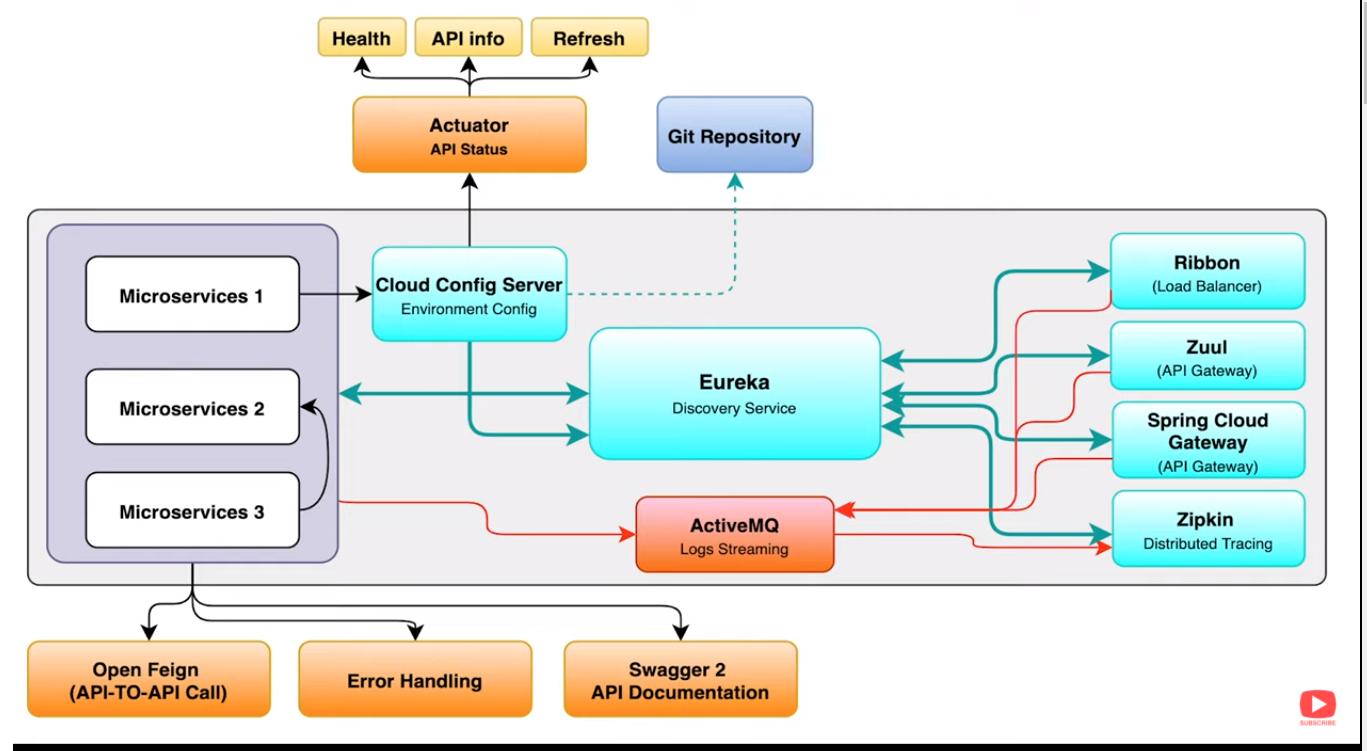 Health
API info
Refresh
Actuator
API Status
Git Repository
Microservices 1
Cloud Config Server
Environment Config
Ribbon
(Load Balancer)
Eureka
Discovery Service
Zuul
(API Gateway)
Microservices 2
Spring Cloud
Gateway
(API Gateway)
Microservices 3
ActiveMQ
Logs Streaming
Zipkin
Distributed Tracing
Open Feign
(API-TO-API Call)
Error Handling
Swagger 2
API Documentation
SUBSCRIBE